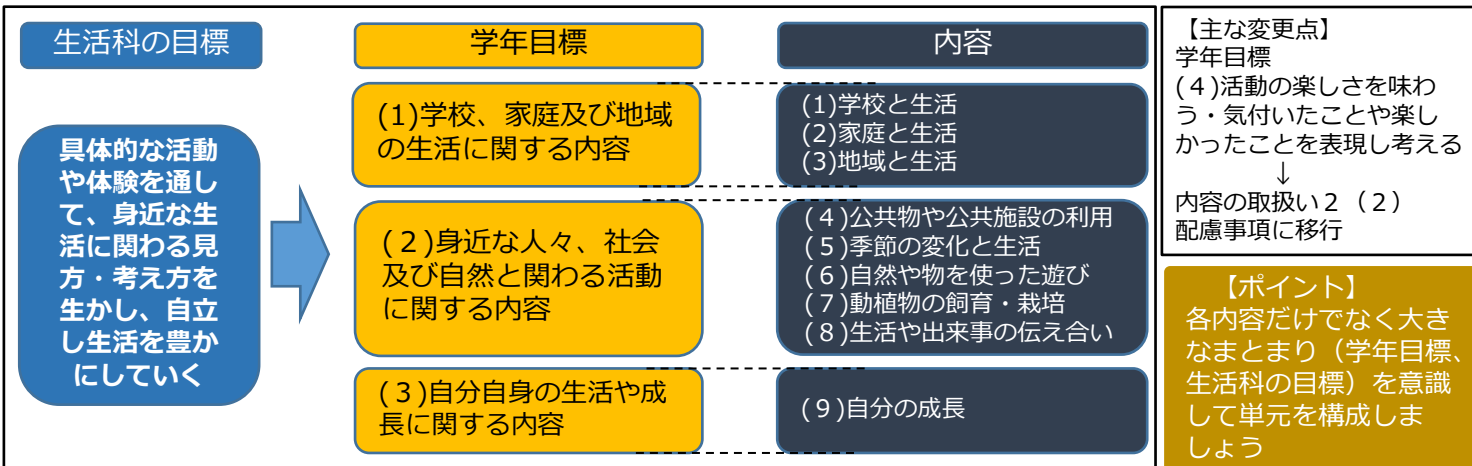 生活科の目標
具体的な活動
や体験を通し
て、身近な生
活に関わる見
方・考え方を
生かし、自立
し生活を豊か
にしていく
学年目標
(1)学校、家庭及び地域
の生活に関する内容
(２)身近な人々、社会
及び自然と関わる活動
に関する内容
(３)自分自身の生活や成
長に関する内容
内容
(1)学校と生活
(2)家庭と生活
(3)地域と生活
(４)公共物や公共施設の利用
(５)季節の変化と生活
(６)自然や物を使った遊び
(７)動植物の飼育・栽培
(８)生活や出来事の伝え合い
(９)自分の成長
【主な変更点】
学年目標
(４)活動の楽しさを味わ
う・気付いたことや楽し
かったことを表現し考える
↓
内容の取扱い２（２）
配慮事項に移行
【ポイント】
各内容だけでなく大き
なまとまり（学年目標、
生活科の目標）を意識
して単元を構成しま
しょう